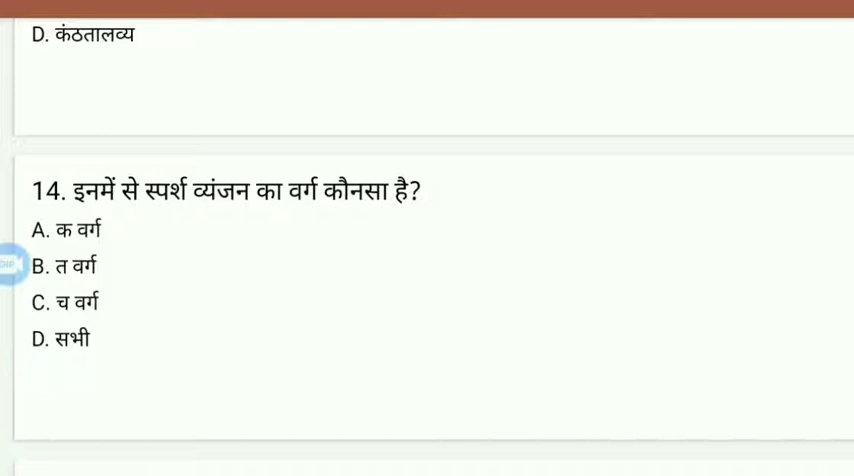 D. कंठतालव्य
14. इनमें से स्पर्श व्यंजन का वर्ग कौनसा है?
A. क वर्ग
B. त वर्ग
C. च वर्ग
D. सभी